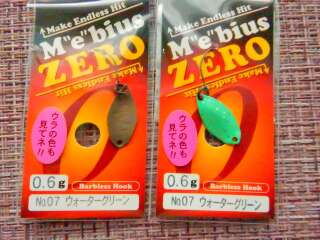 Make Endless Hit
M"e"bius
ZERO
Make Endless Hit
ウラの色も
見てネ!!
0.6g
Barbless Hook
No.07 ウォーターグリーン
Make Endless Hit
M"e"bius
ZERO
Make Endless Hit
ウラの色も
見てネ!!
0.6g
Barbless Hook
No.07 ウォーターグリーン